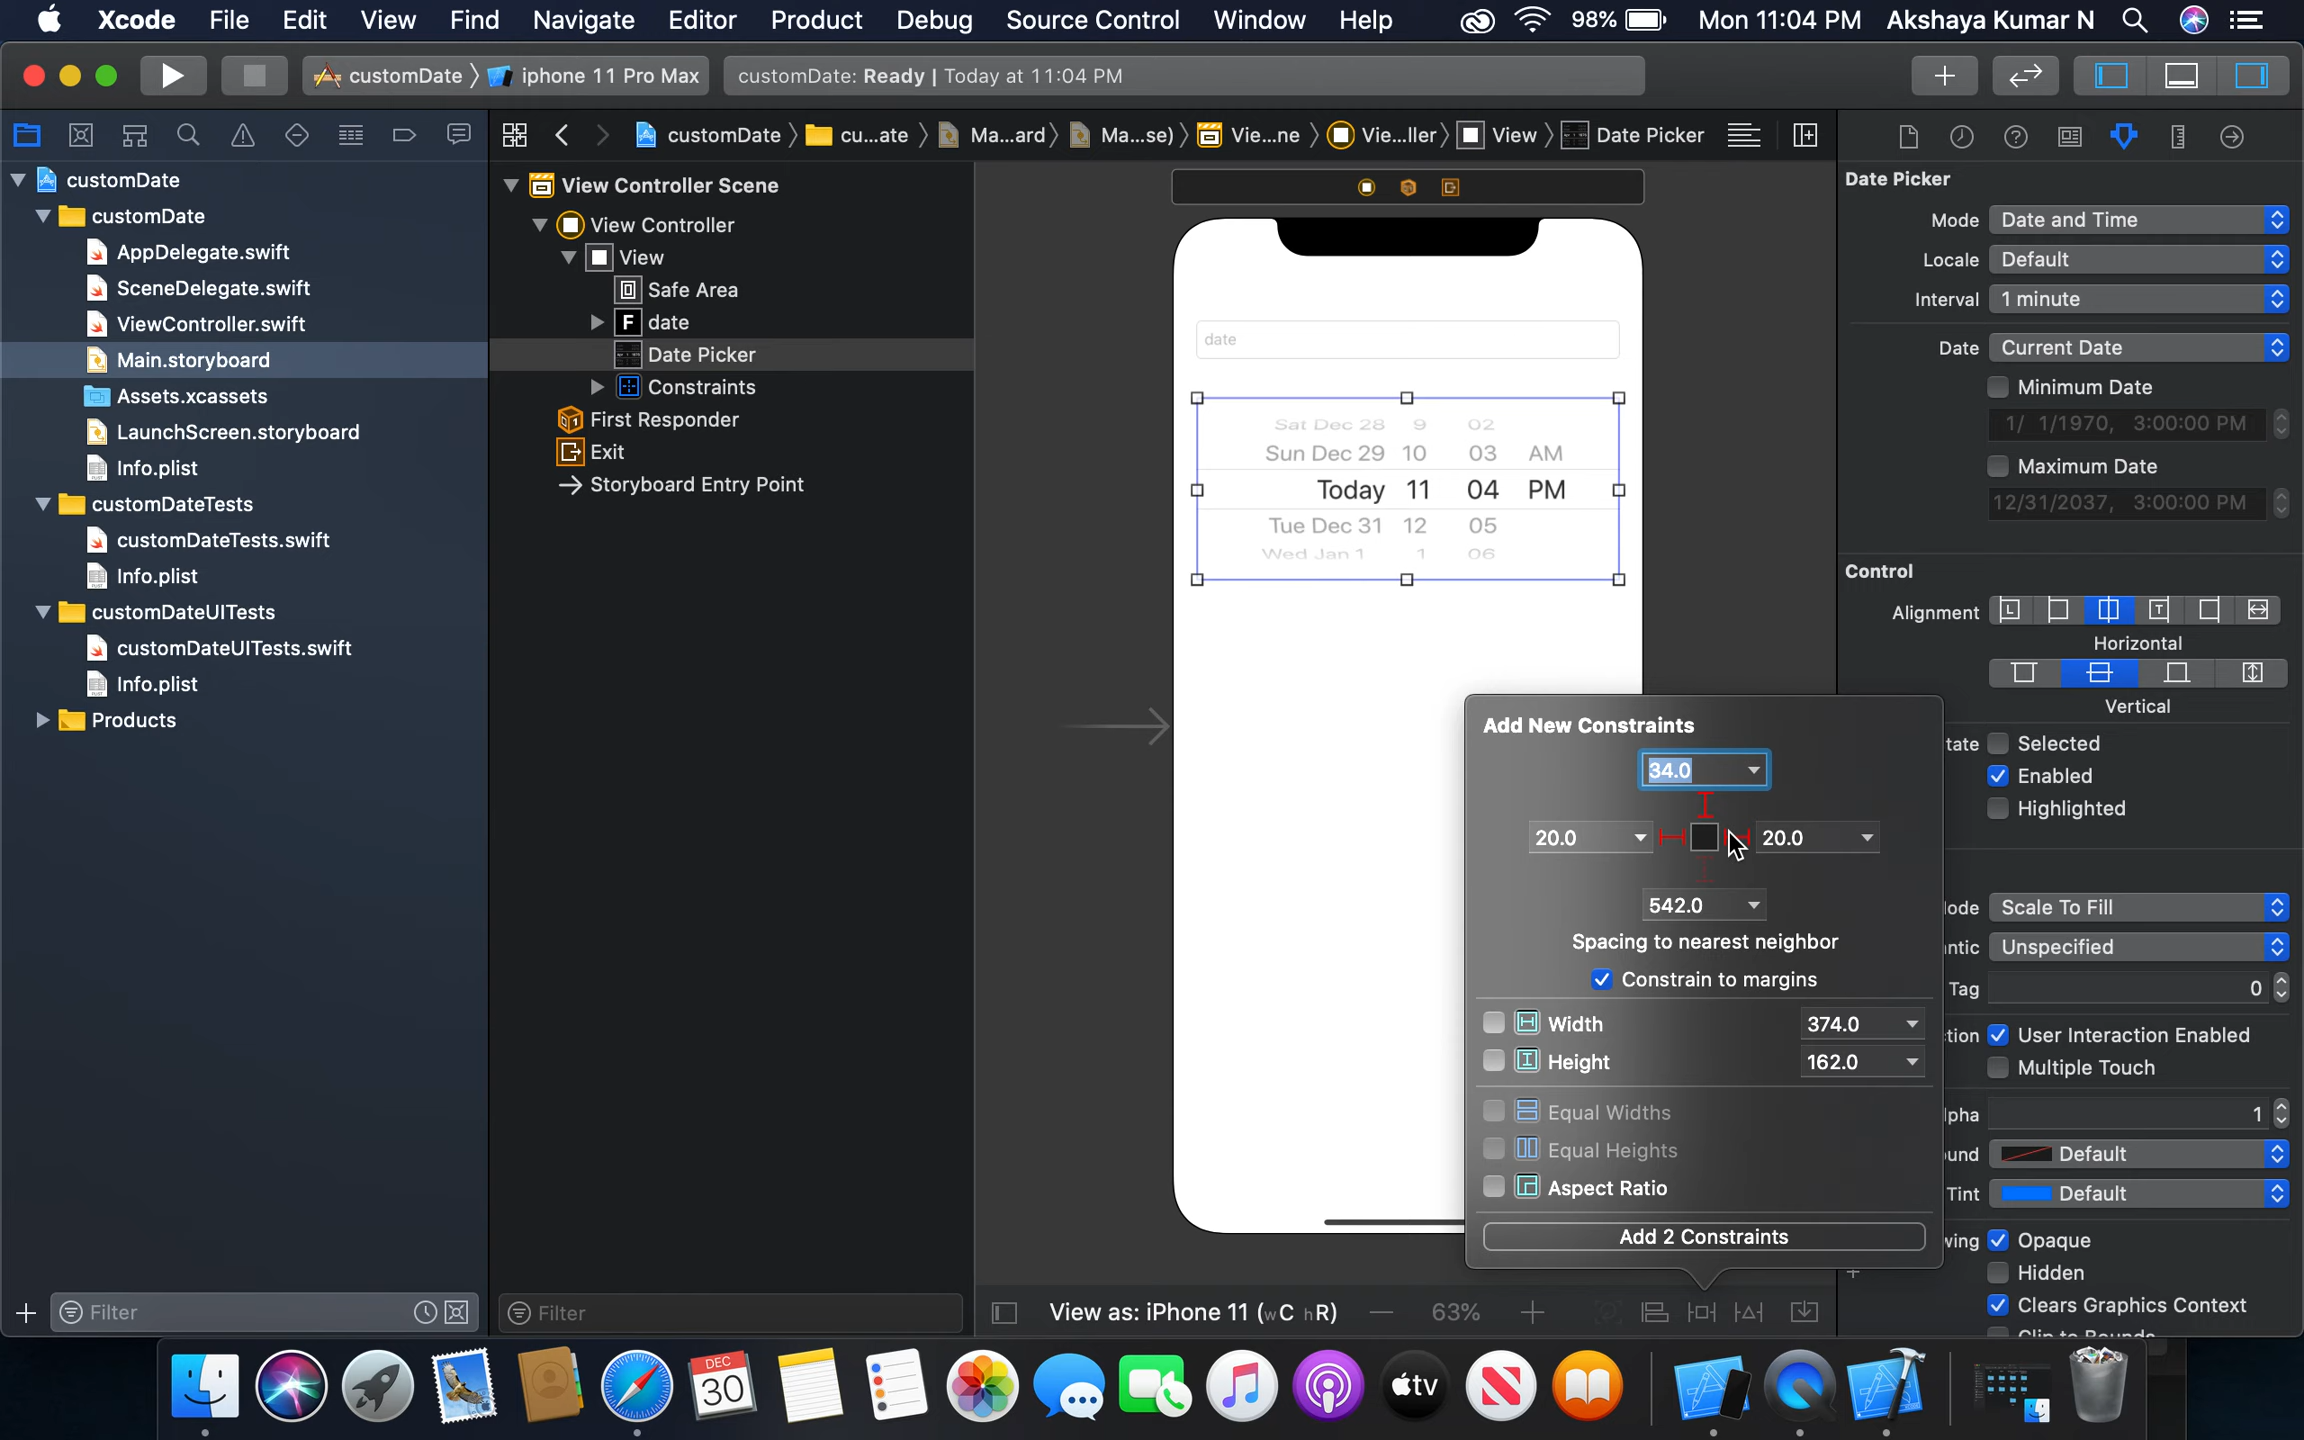 Xcode File Edit View Find Navigate Editor Product Debug Source Control Window Help 98% Mon 11:04 PM Akshaya Kumar N
customDate iphone 11 Pro Max customDate: Ready | Today at 11:04 PM
customDate cu...ate Ma...ard Ma...se) Vie...ne Vie...ller View Date Picker
customDate
customDate
AppDelegate.swift
SceneDelegate.swift
ViewController.swift
Main.storyboard
Assets.xcassets
LaunchScreen.storyboard
Info.plist
customDateTests
customDateTests.swift
Info.plist
customDateUITests
customDateUITests.swift
Info.plist
Products
Filter
View Controller Scene
View Controller
View
Safe Area
F date
Date Picker
Constraints
First Responder
Exit
Storyboard Entry Point
Filter
date
Sat Dec 28 9 02
Sun Dec 29 10 03 AM
Today 11 04 PM
Tue Dec 31 12 05
Wed Jan 1 1 06
View as: iPhone 11 (wC hR) 63%
Add New Constraints
34.0
20.0 20.0
542.0
Spacing to nearest neighbor
Constrain to margins
Width 374.0
Height 162.0
Equal Widths
Equal Heights
Aspect Ratio
Add 2 Constraints
Date Picker
Mode Date and Time
Locale Default
Interval 1 minute
Date Current Date
Minimum Date
1/ 1/1970, 3:00:00 PM
Maximum Date
12/31/2037, 3:00:00 PM
Control
Alignment
Horizontal
Vertical
tate Selected
Enabled
Highlighted
lode Scale To Fill
ntic Unspecified
Tag 0
tion User Interaction Enabled
Multiple Touch
lpha 1
und Default
Tint Default
wing Opaque
Hidden
Clears Graphics Context
Clip to Bounds
DEC
30
tv